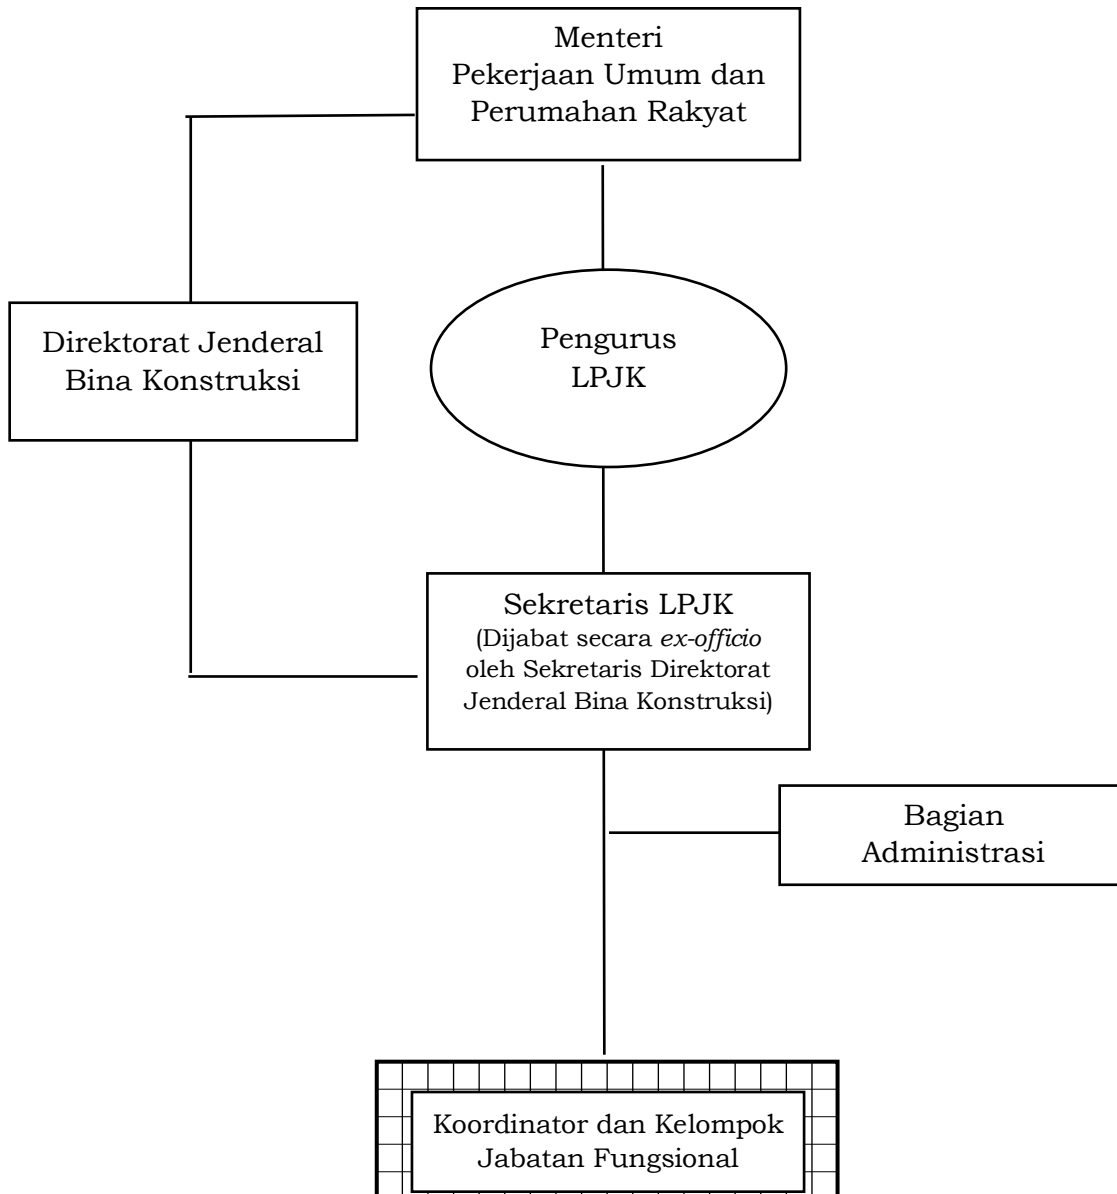 Menteri
Pekerjaan Umum dan
Perumahan Rakyat
Direktorat Jenderal
Bina Konstruksi
Pengurus
LPJK
Sekretaris LPJK
(Dijabat secara ex-officio
oleh Sekretaris Direktorat
Jenderal Bina Konstruksi)
Bagian
Administrasi
Koordinator dan Kelompok
Jabatan Fungsional